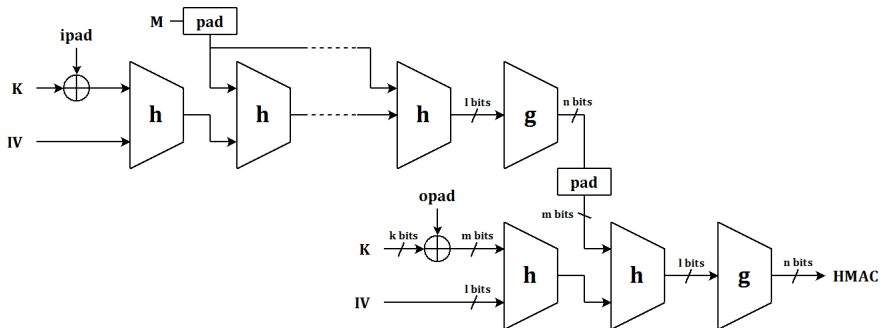 M
pad
ipad
K
h
h
h
l bits
g
n bits
IV
pad
opad
m bits
K
k bits
m bits
h
h
l bits
g
n bits
HMAC
IV
l bits